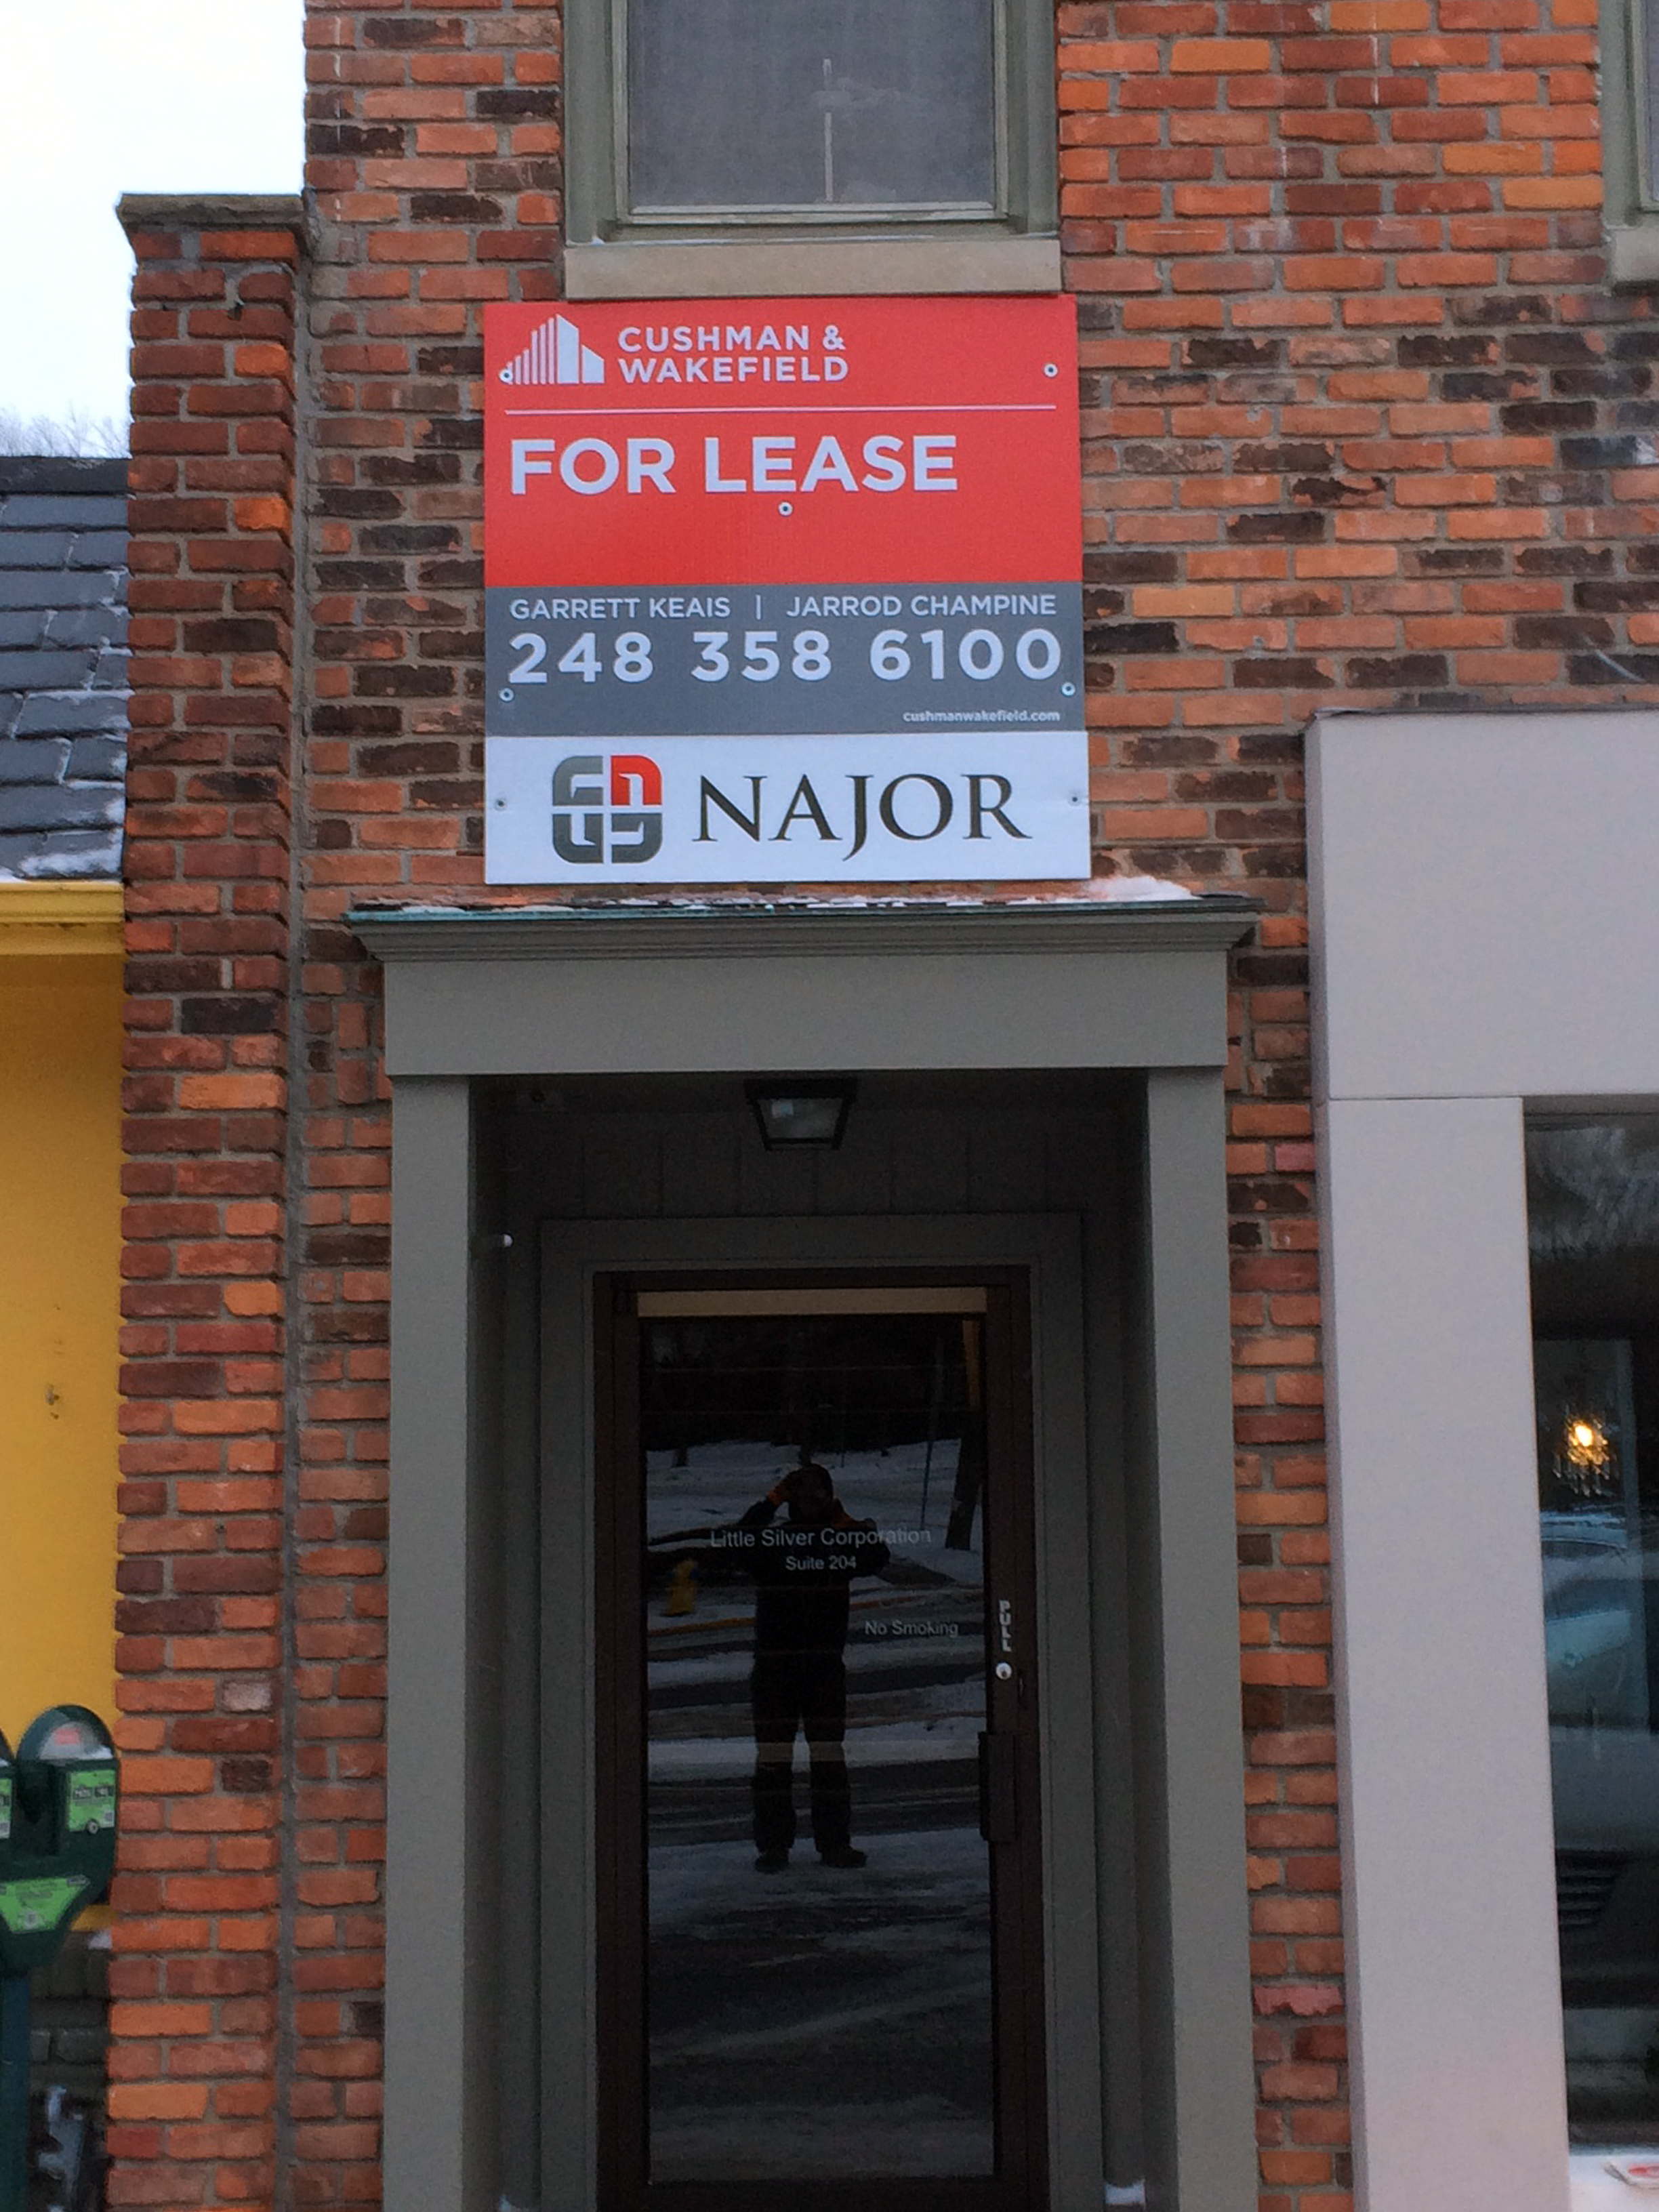 CUSHMAN &
WAKEFIELD
FOR LEASE
GARRETT KEAIS | JARROD CHAMPINE
248 358 6100
cushmanwakefield.com
NAJOR
Little Silver Corporation
Suite 204
No Smoking
PULL